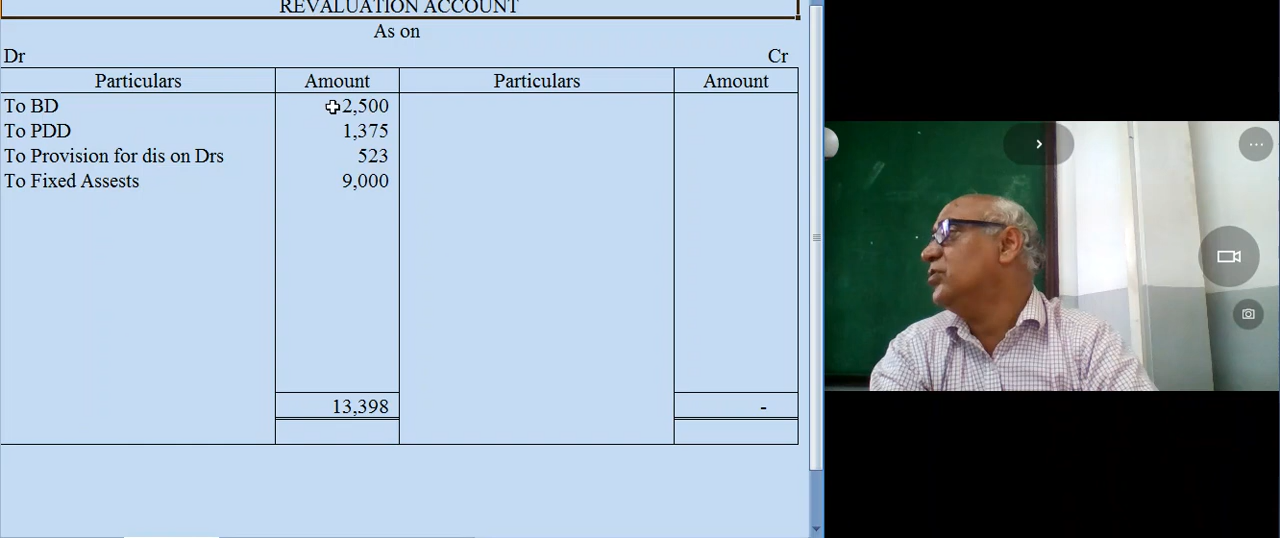 REVALUATION ACCOUNT
As on
Dr Cr
Particulars Amount Particulars Amount
To BD 2,500
To PDD 1,375
To Provision for dis on Drs 523
To Fixed Assests 9,000
13,398 -